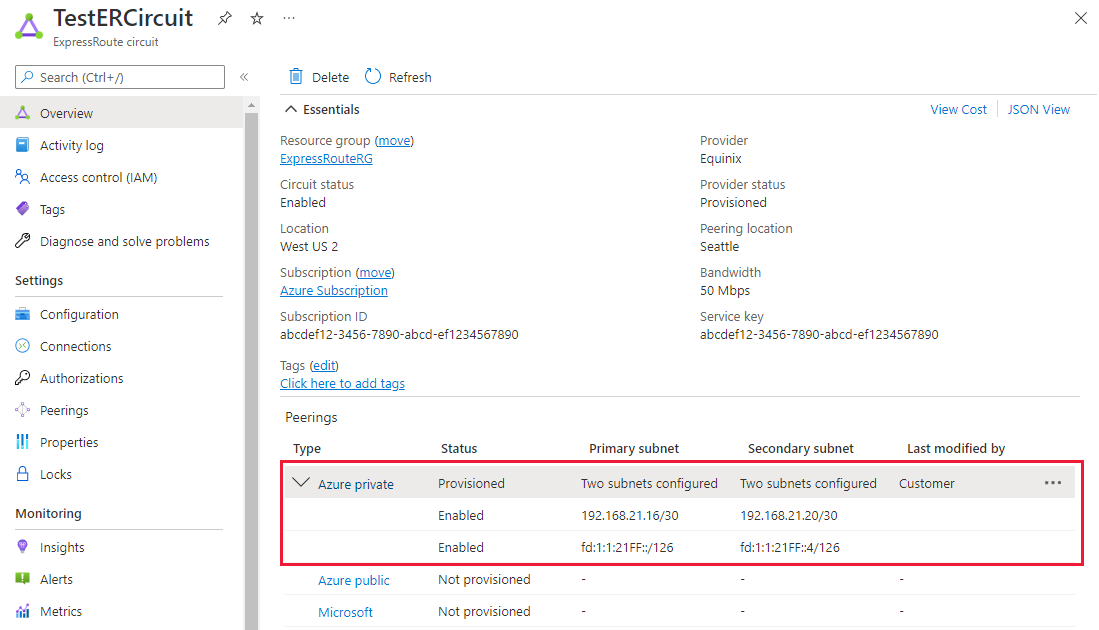 TestERCircuit
ExpressRoute circuit
Search (Ctrl+/)
Overview
Activity log
Access control (IAM)
Tags
Diagnose and solve problems
Settings
Configuration
Connections
Authorizations
Peerings
Properties
Locks
Monitoring
Insights
Alerts
Metrics
Delete Refresh
Essentials
View Cost JSON View
Resource group (move)
ExpressRouteRG
Circuit status
Enabled
Location
West US 2
Subscription (move)
Azure Subscription
Subscription ID
abcdef12-3456-7890-abcd-ef1234567890
Provider
Equinix
Provider status
Provisioned
Peering location
Seattle
Bandwidth
50 Mbps
Service key
abcdef12-3456-7890-abcd-ef1234567890
Tags (edit)
Click here to add tags
Peerings
Type Status Primary subnet Secondary subnet Last modified by
Azure private Provisioned Two subnets configured Two subnets configured Customer
Enabled 192.168.21.16/30 192.168.21.20/30
Enabled fd:1:1:21FF::/126 fd:1:1:21FF::4/126
Azure public Not provisioned - - -
Microsoft Not provisioned - - -